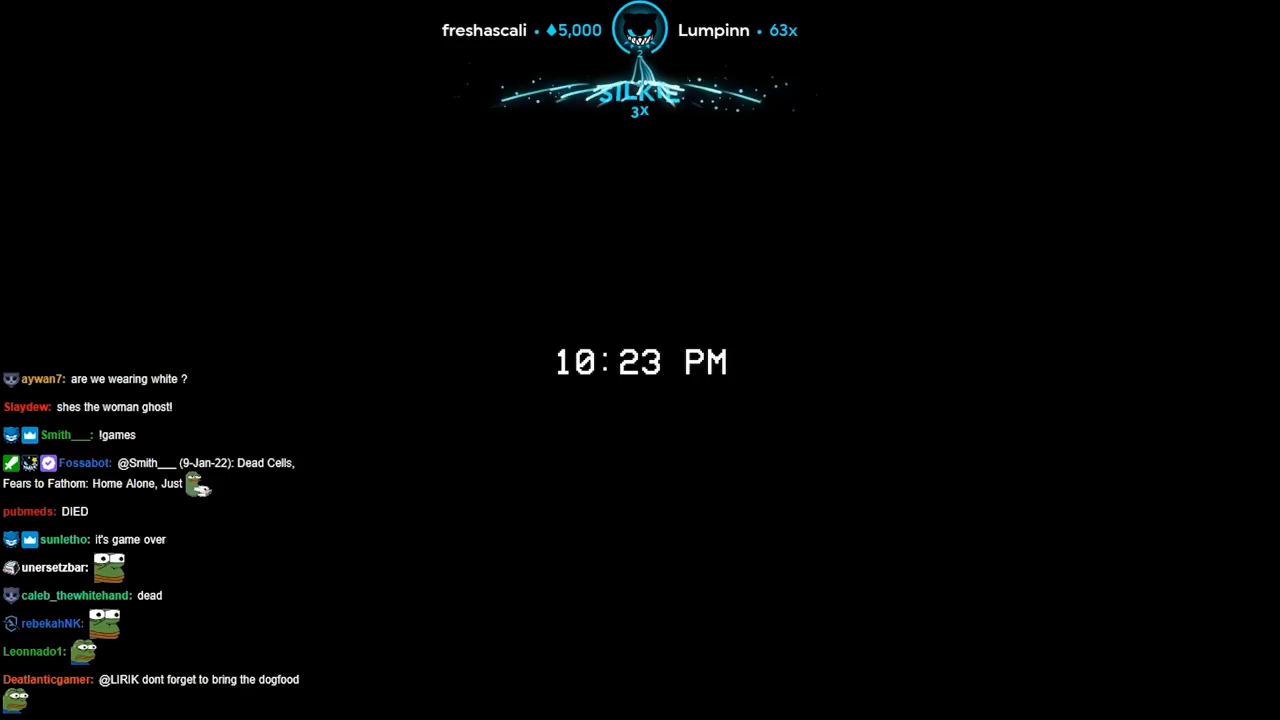 freshascali • 5,000
Lumpinn • 63x
2
SILKIE
3X
10:23 PM
aywan7: are we wearing white ?
Slaydew: shes the woman ghost!
Smith___: !games
Fossabot: @Smith___ (9-Jan-22): Dead Cells,
Fears to Fathom: Home Alone, Just
pubmeds: DIED
sunletho: it's game over
unersetzbar:
caleb_thewhitehand: dead
rebekahNK:
Leonnado1:
Deatlanticgamer: @LIRIK dont forget to bring the dogfood